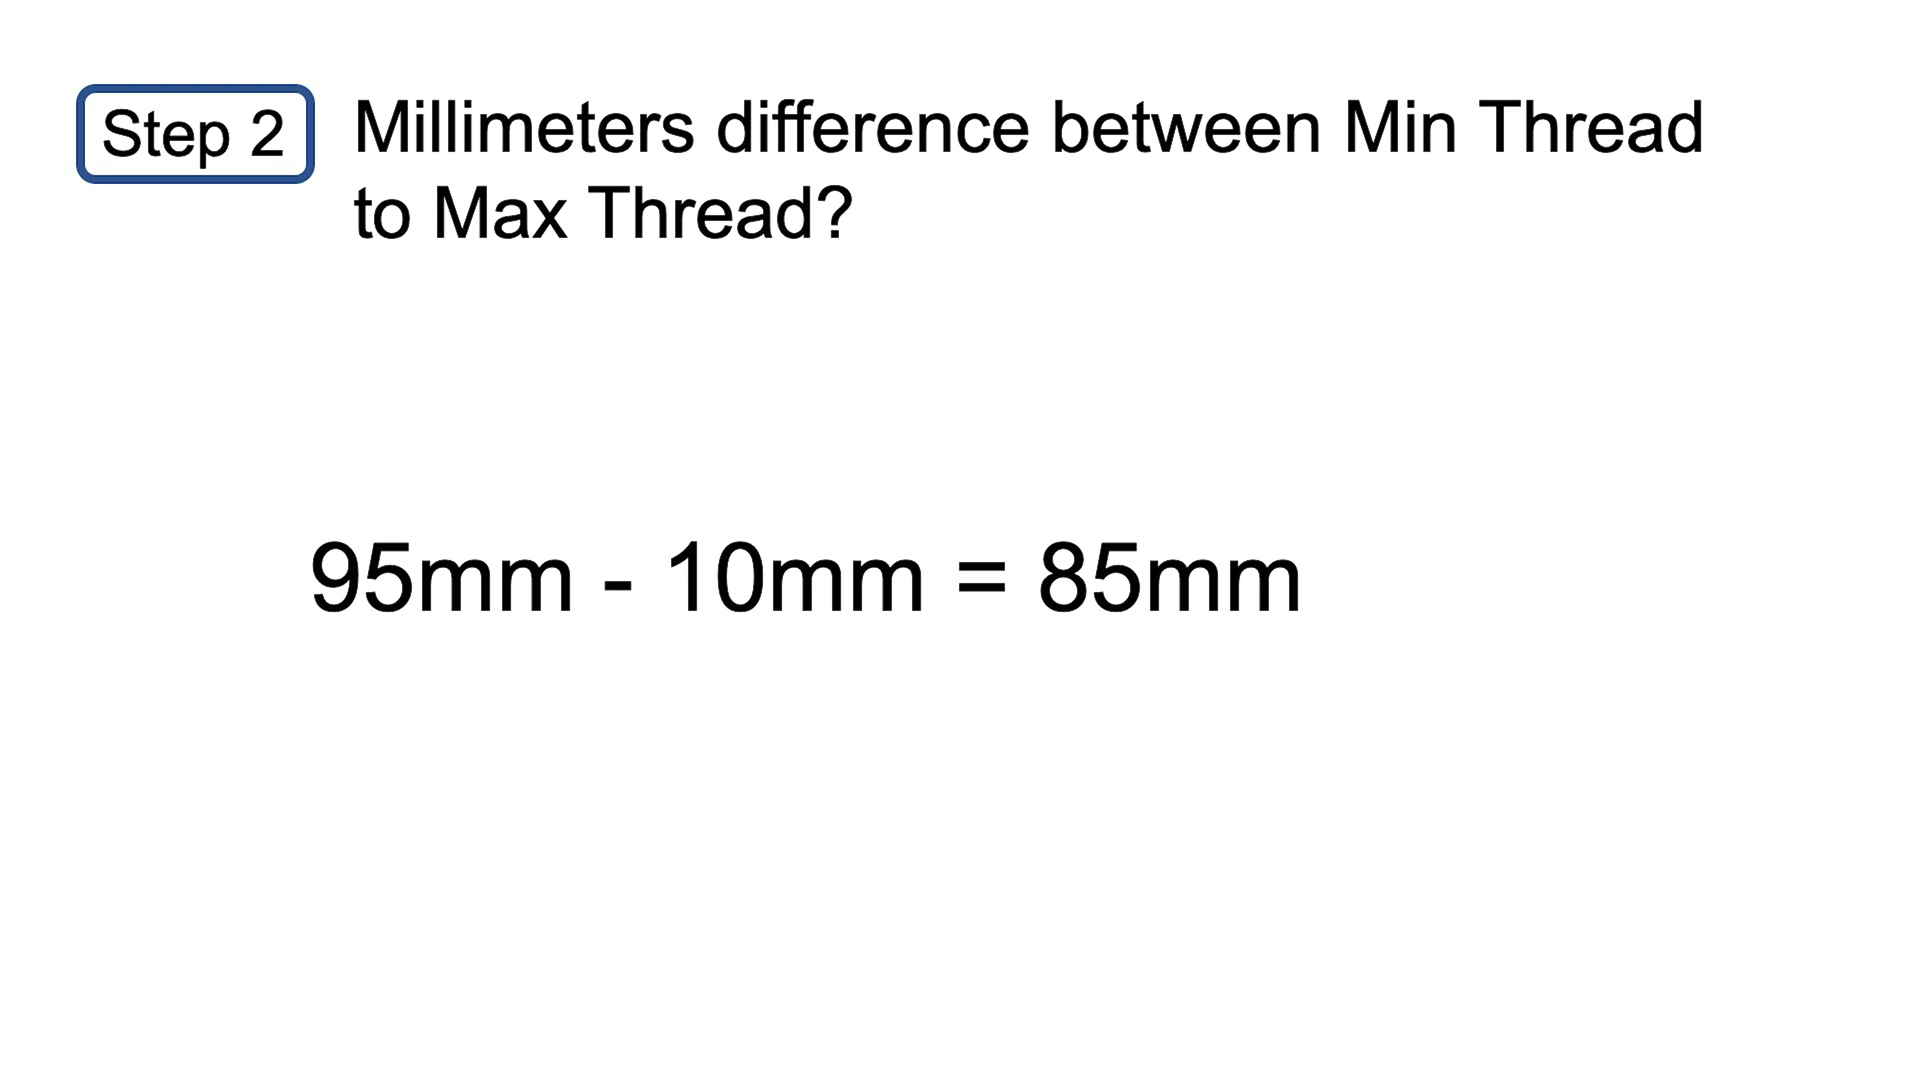 Step 2
Millimeters difference between Min Thread
to Max Thread?
95mm - 10mm = 85mm